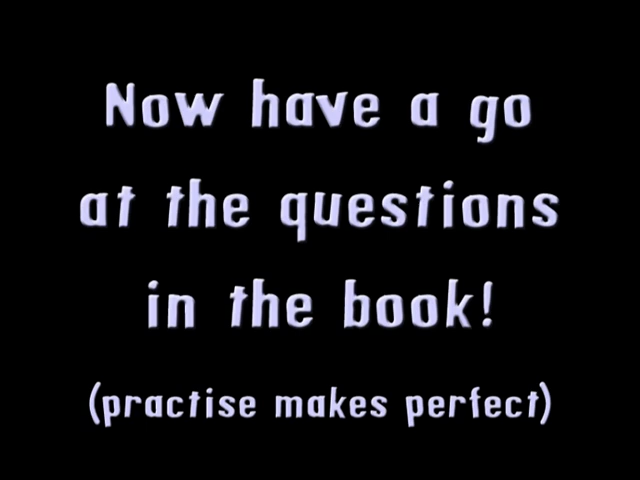 Now have a go
at the questions
in the book!
(practise makes perfect)